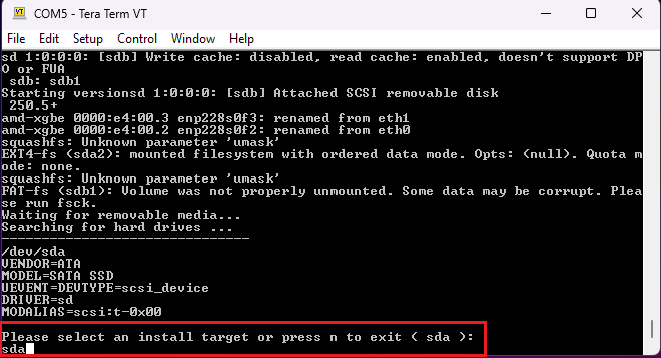 COM5 - Tera Term VT
File Edit Setup Control Window Help
sd 1:0:0:0: [sdb] Write cache: disabled, read cache: enabled, doesn't support DP
O or FUA
 sdb: sdb1
Starting versionsd 1:0:0:0: [sdb] Attached SCSI removable disk
 250.5+
amd-xgbe 0000:e4:00.3 enp228s0f3: renamed from eth1
amd-xgbe 0000:e4:00.2 enp228s0f2: renamed from eth0
squashfs: Unknown parameter 'umask'
EXT4-fs (sda2): mounted filesystem with ordered data mode. Opts: (null). Quota m
ode: none.
squashfs: Unknown parameter 'umask'
FAT-fs (sdb1): Volume was not properly unmounted. Some data may be corrupt. Plea
se run fsck.
Waiting for removable media...
Searching for hard drives ...
-------------------------------
/dev/sda
VENDOR=ATA
MODEL=SATA SSD
UEVENT=DEVTYPE=scsi_device
DRIVER=sd
MODALIAS=scsi:t-0x00
Please select an install target or press n to exit ( sda ):
sda